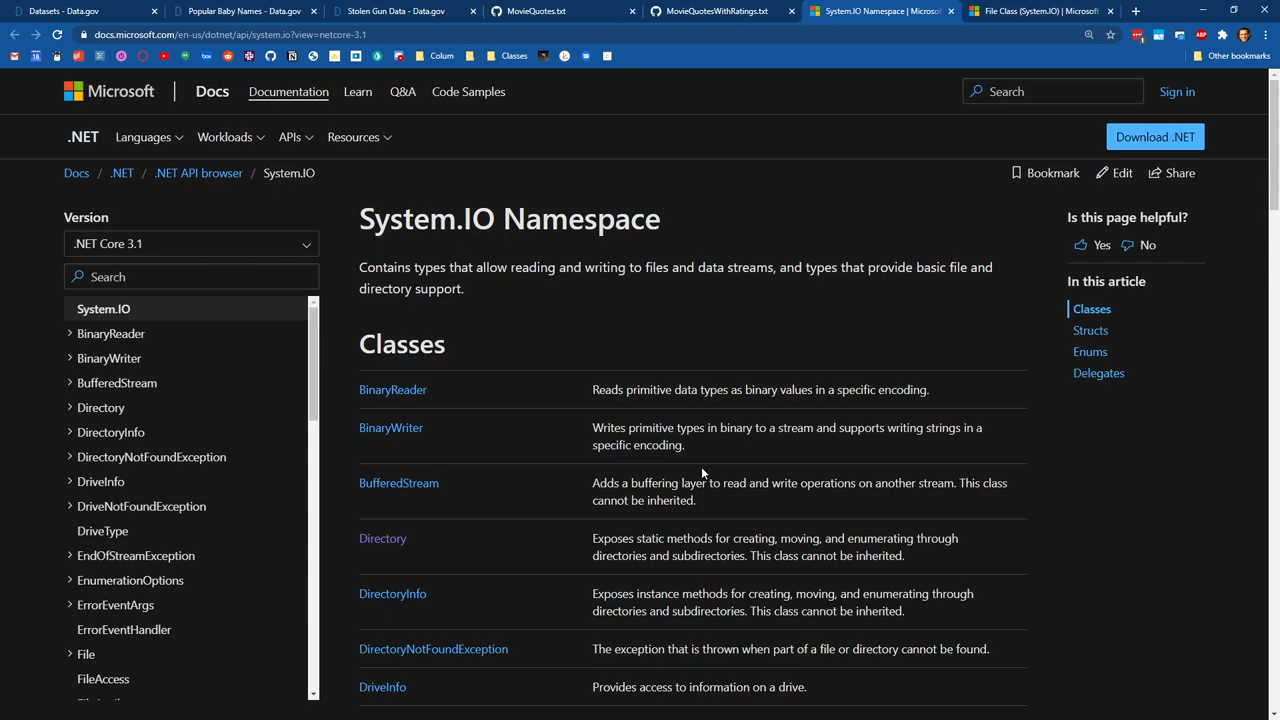 Datasets - Data.gov
Popular Baby Names - Data.gov
Stolen Gun Data - Data.gov
MovieQuotes.txt
MovieQuotesWithRatings.txt
System.IO Namespace | Microsof
File Class (System.IO) | Microsoft
docs.microsoft.com/en-us/dotnet/api/system.io?view=netcore-3.1
Colum
Classes
Other bookmarks
Microsoft
Docs
Documentation
Learn
Q&A
Code Samples
Search
Sign in
.NET
Languages
Workloads
APIs
Resources
Download .NET
Docs / .NET / .NET API browser / System.IO
Bookmark
Edit
Share
Version
.NET Core 3.1
Search
System.IO
BinaryReader
BinaryWriter
BufferedStream
Directory
DirectoryInfo
DirectoryNotFoundException
DriveInfo
DriveNotFoundException
DriveType
EndOfStreamException
EnumerationOptions
ErrorEventArgs
ErrorEventHandler
File
FileAccess
System.IO Namespace
Contains types that allow reading and writing to files and data streams, and types that provide basic file and
directory support.
Classes
BinaryReader
Reads primitive data types as binary values in a specific encoding.
BinaryWriter
Writes primitive types in binary to a stream and supports writing strings in a
specific encoding.
BufferedStream
Adds a buffering layer to read and write operations on another stream. This class
cannot be inherited.
Directory
Exposes static methods for creating, moving, and enumerating through
directories and subdirectories. This class cannot be inherited.
DirectoryInfo
Exposes instance methods for creating, moving, and enumerating through
directories and subdirectories. This class cannot be inherited.
DirectoryNotFoundException
The exception that is thrown when part of a file or directory cannot be found.
DriveInfo
Provides access to information on a drive.
Is this page helpful?
Yes
No
In this article
Classes
Structs
Enums
Delegates